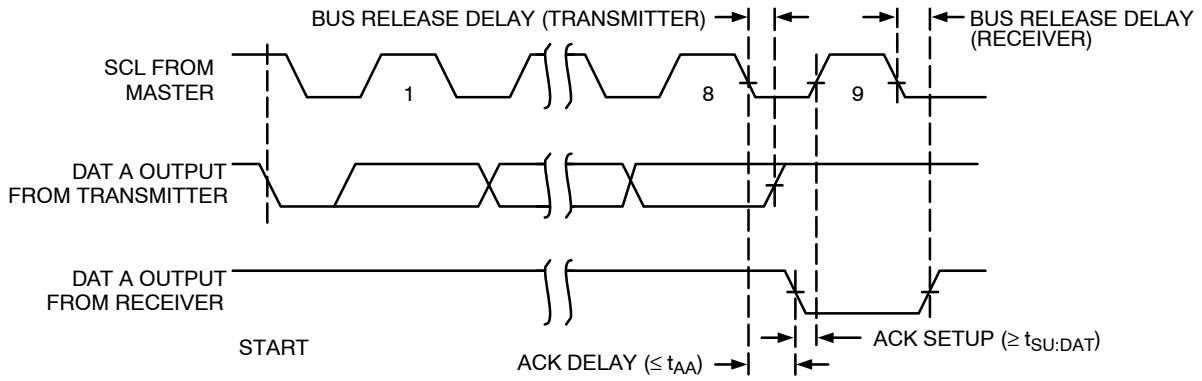 BUS RELEASE DELAY (TRANSMITTER)
BUS RELEASE DELAY
(RECEIVER)
SCL FROM
MASTER
1
8
9
DAT A OUTPUT
FROM TRANSMITTER
DAT A OUTPUT
FROM RECEIVER
START
ACK SETUP (≥ tSU:DAT)
ACK DELAY (≤ tAA)